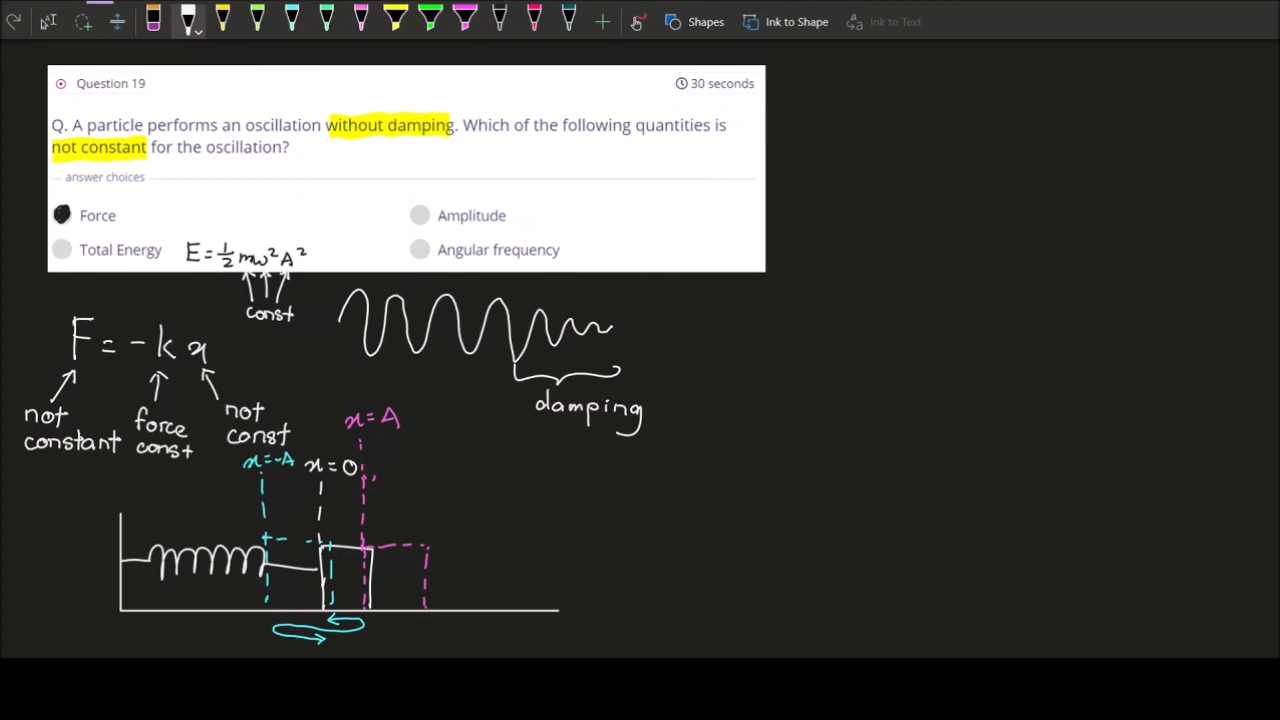 Shapes
Ink to Shape
Ink to Text
Question 19
30 seconds
Q. A particle performs an oscillation without damping. Which of the following quantities is
not constant for the oscillation?
answer choices
Force
Amplitude
Total Energy
E = 1/2 mω² A²
Angular frequency
const
F = - k x
damping
not
constant
force
const
not
const
x = A
x = -A
x = 0